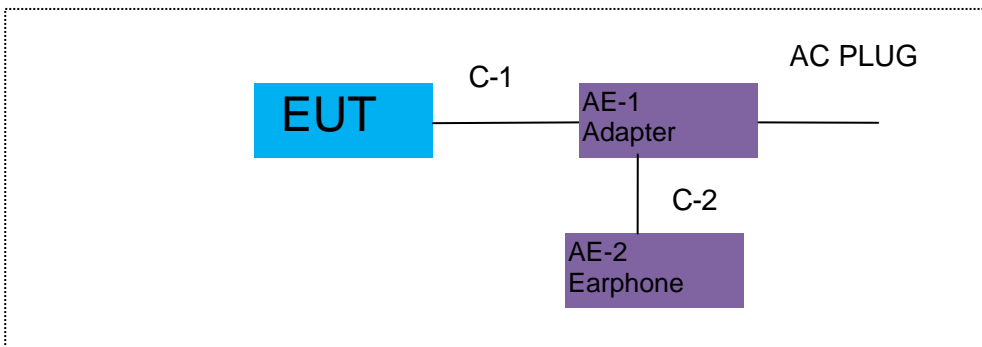 AC PLUG
C-1
EUT
AE-1
Adapter
C-2
AE-2
Earphone